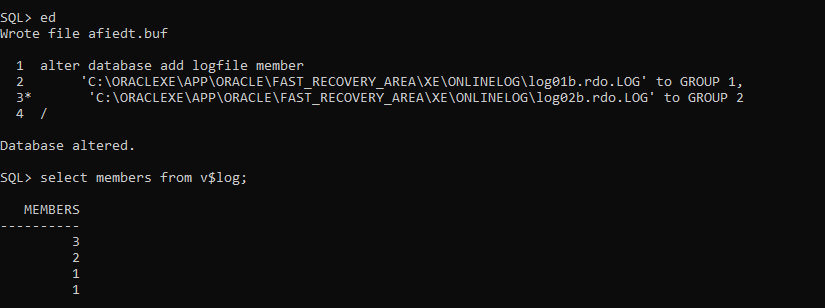 SQL> ed
Wrote file afiedt.buf
1 alter database add logfile member
2 'C:\ORACLEXE\APP\ORACLE\FAST_RECOVERY_AREA\XE\ONLINELOG\log01b.rdo.LOG' to GROUP 1,
3* 'C:\ORACLEXE\APP\ORACLE\FAST_RECOVERY_AREA\XE\ONLINELOG\log02b.rdo.LOG' to GROUP 2
4 /
Database altered.
SQL> select members from v$log;
MEMBERS
----------
3
2
1
1